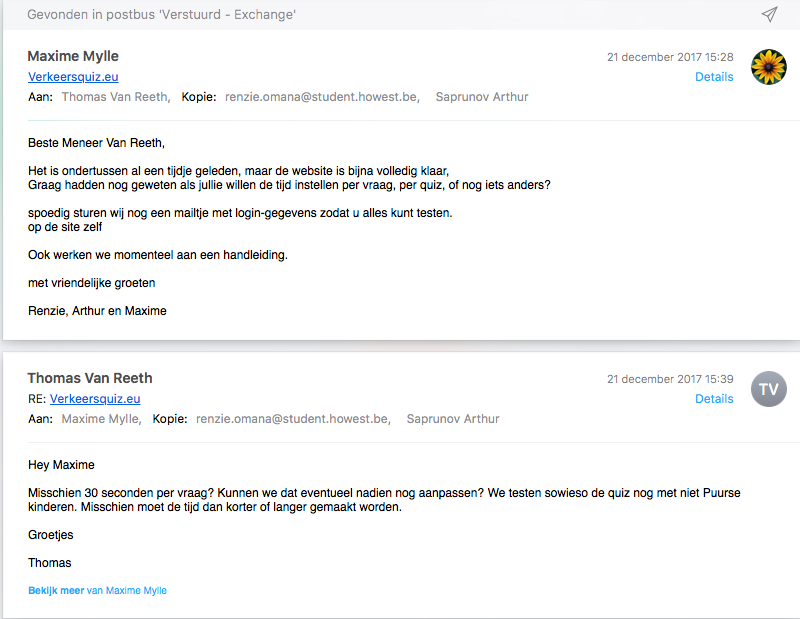 Gevonden in postbus 'Verstuurd - Exchange'
Maxime Mylle
21 december 2017 15:28
Verkeersquiz.eu
Details
Aan: Thomas Van Reeth, Kopie: renzie.omana@student.howest.be, Saprunov Arthur
Beste Meneer Van Reeth,
Het is ondertussen al een tijdje geleden, maar de website is bijna volledig klaar,
Graag hadden nog geweten als jullie willen de tijd instellen per vraag, per quiz, of nog iets anders?
spoedig sturen wij nog een mailtje met login-gegevens zodat u alles kunt testen.
op de site zelf
Ook werken we momenteel aan een handleiding.
met vriendelijke groeten
Renzie, Arthur en Maxime
Thomas Van Reeth
21 december 2017 15:39
TV
RE: Verkeersquiz.eu
Details
Aan: Maxime Mylle, Kopie: renzie.omana@student.howest.be, Saprunov Arthur
Hey Maxime
Misschien 30 seconden per vraag? Kunnen we dat eventueel nadien nog aanpassen? We testen sowieso de quiz nog met niet Puurse
kinderen. Misschien moet de tijd dan korter of langer gemaakt worden.
Groetjes
Thomas
Bekijk meer van Maxime Mylle